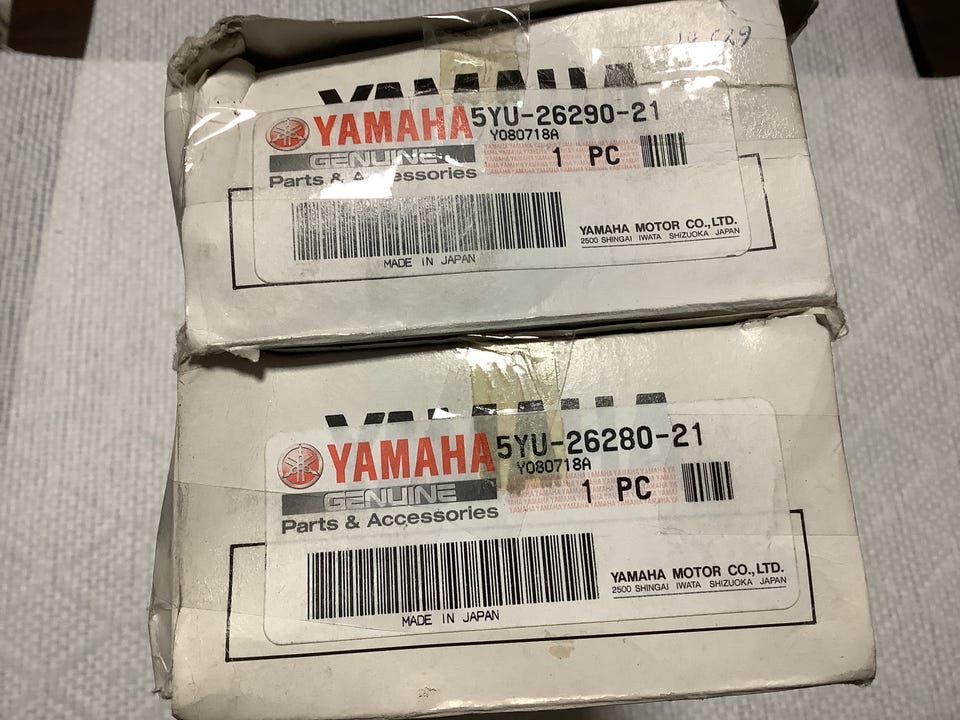 YAMAHA
YAMAHA 5YU-26290-21
Y080718A
GENUINE 1 PC
Parts & Accessories
YAMAHA MOTOR CO.,LTD.
2500 SHINGAI IWATA SHIZUOKA JAPAN
MADE IN JAPAN
YAMAHA
YAMAHA 5YU-26280-21
Y080718A
GENUINE 1 PC
Parts & Accessories
YAMAHA MOTOR CO.,LTD.
2500 SHINGAI IWATA SHIZUOKA JAPAN
MADE IN JAPAN